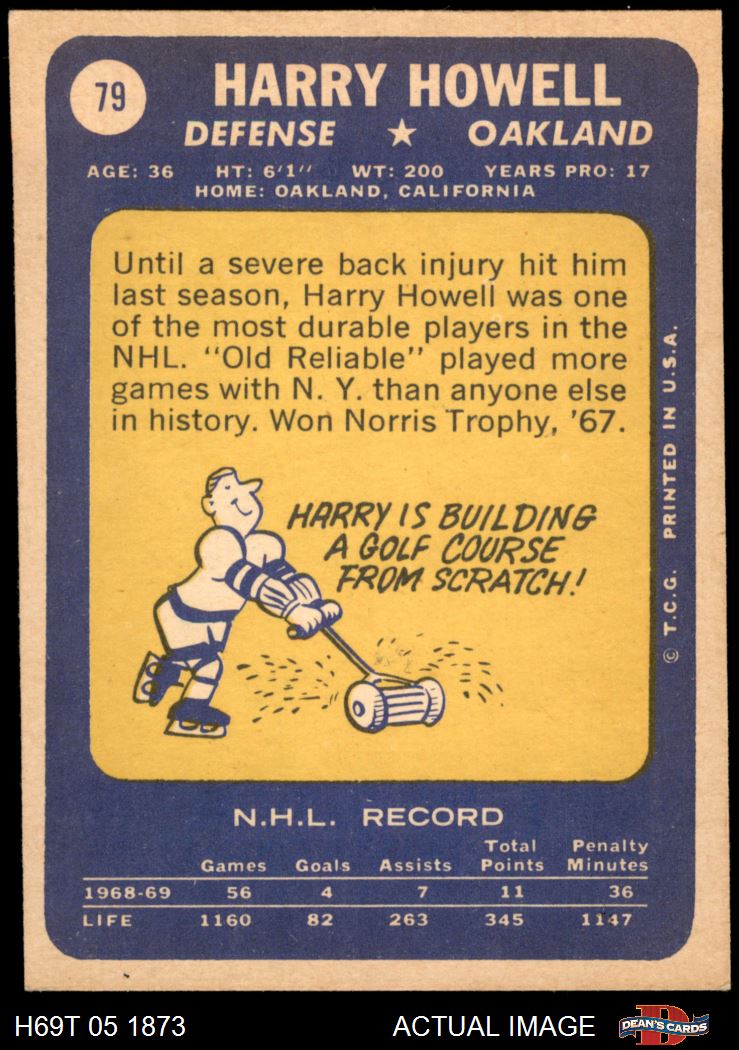 79
HARRY HOWELL
DEFENSE ★ OAKLAND
AGE: 36 HT: 6'1" WT: 200 YEARS PRO: 17
HOME: OAKLAND, CALIFORNIA
Until a severe back injury hit him
last season, Harry Howell was one
of the most durable players in the
NHL. "Old Reliable" played more
games with N. Y. than anyone else
in history. Won Norris Trophy, '67.
HARRY IS BUILDING
A GOLF COURSE
FROM SCRATCH!
© T.C.G. PRINTED IN U.S.A.
N.H.L. RECORD
Games Goals Assists Total Points Penalty Minutes
1968-69 56 4 7 11 36
LIFE 1160 82 263 345 1147
H69T 05 1873 ACTUAL IMAGE
D
DEAN'S CARDS